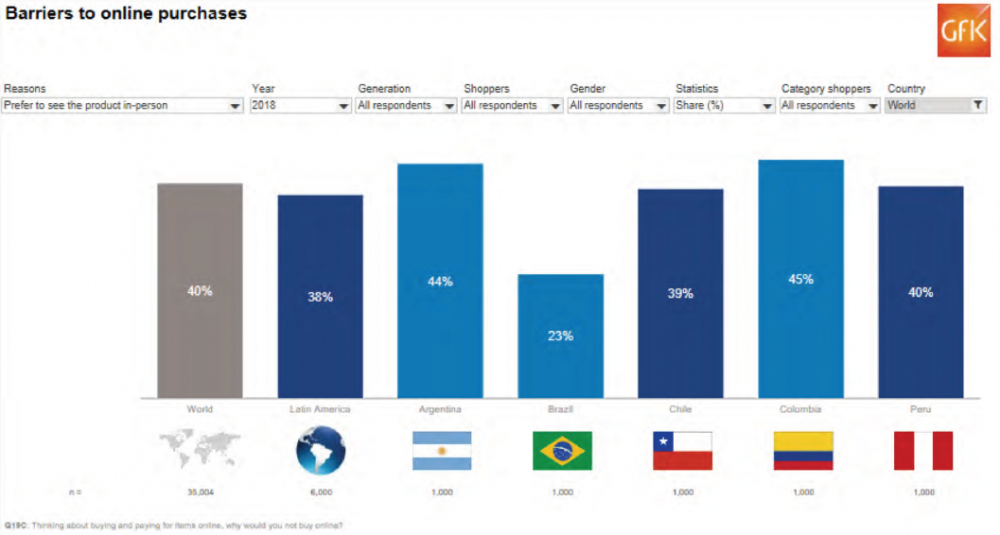 Barriers to online purchases
GfK
Reasons Year Generation Shoppers Gender Statistics Category shoppers Country
Prefer to see the product in-person 2018 All respondents All respondents All respondents Share (%) All respondents World
40% 38% 44% 23% 39% 45% 40%
World Latin America Argentina Brazil Chile Colombia Peru
n = 35,004 6,000 1,000 1,000 1,000 1,000 1,000
Q19C: Thinking about buying and paying for items online, why would you not buy online?